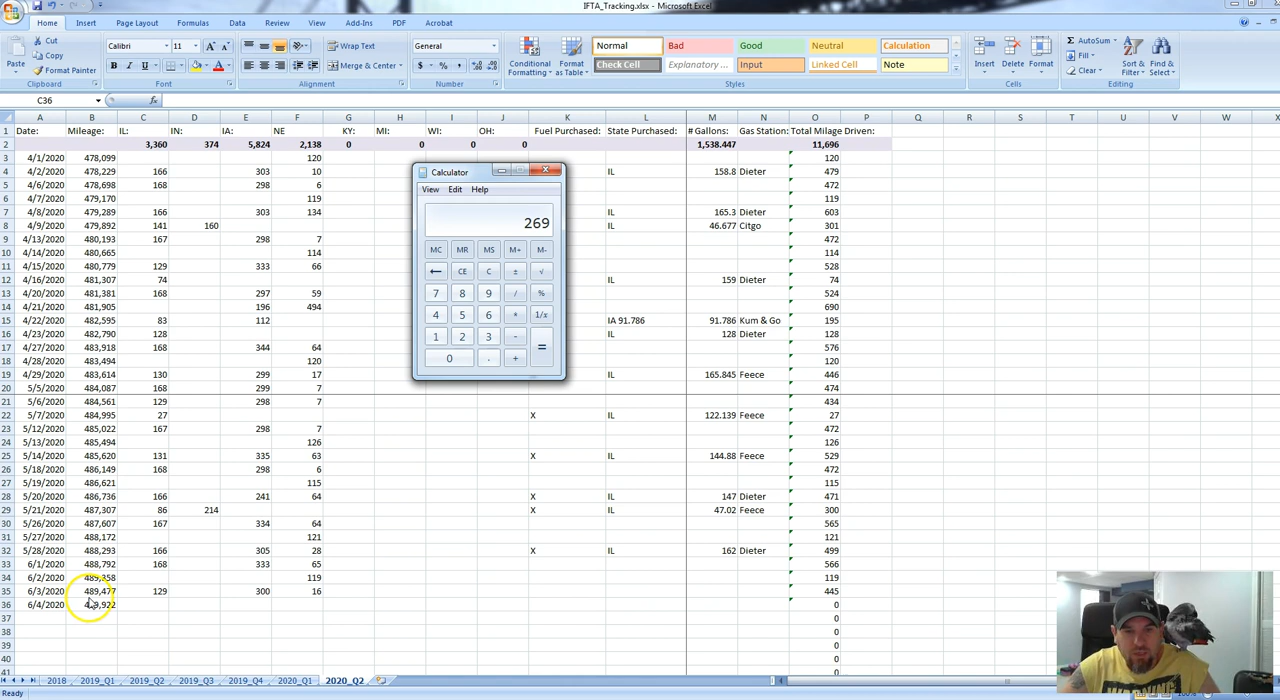 IFTA_Tracking.xlsx - Microsoft Excel
Home Insert Page Layout Formulas Data Review View Add-Ins PDF Acrobat
Cut
Copy
Format Painter
Paste
Clipboard
Calibri 11
B I U
Font
Wrap Text
Merge & Center
Alignment
General
$ % ,
Number
Conditional Formatting
Format as Table
Normal Bad Good Neutral Calculation
Check Cell Explanatory ... Input Linked Cell Note
Styles
Insert Delete Format
Cells
AutoSum
Fill
Clear
Sort & Filter
Find & Select
Editing
C36 fx
A B C D E F G H I J K L M N O P Q R S T U V W X
1 Date: Mileage: IL: IN: IA: NE KY: MI: WI: OH: Fuel Purchased: State Purchased: # Gallons: Gas Station: Total Milage Driven:
2 3,360 374 5,824 2,138 0 0 0 0 1,538.447 11,696
3 4/1/2020 478,099 120 120
4 4/2/2020 478,229 166 303 10 IL 158.8 Dieter 479
5 4/6/2020 478,698 168 298 6 472
6 4/7/2020 479,170 119 119
7 4/8/2020 479,289 166 303 134 IL 165.3 Dieter 603
8 4/9/2020 479,892 141 160 IL 46.677 Citgo 301
9 4/13/2020 480,193 167 298 7 472
10 4/14/2020 480,665 114 114
11 4/15/2020 480,779 129 333 66 528
12 4/16/2020 481,307 74 IL 159 Dieter 74
13 4/20/2020 481,381 168 297 59 524
14 4/21/2020 481,905 196 494 690
15 4/22/2020 482,595 83 112 IA 91.786 91.786 Kum & Go 195
16 4/23/2020 482,790 128 IL 128 Dieter 128
17 4/27/2020 483,918 168 344 64 576
18 4/28/2020 483,494 120 120
19 4/29/2020 483,614 130 299 17 IL 165.845 Feece 446
20 5/5/2020 484,087 168 299 7 474
21 5/6/2020 484,561 129 298 7 434
22 5/7/2020 484,995 27 X IL 122.139 Feece 27
23 5/12/2020 485,022 167 298 7 472
24 5/13/2020 485,494 126 126
25 5/14/2020 485,620 131 335 63 X IL 144.88 Feece 529
26 5/18/2020 486,149 168 298 6 472
27 5/19/2020 486,621 115 115
28 5/20/2020 486,736 166 241 64 X IL 147 Dieter 471
29 5/21/2020 487,307 86 214 X IL 47.02 Feece 300
30 5/26/2020 487,607 167 334 64 565
31 5/27/2020 488,172 121 121
32 5/28/2020 488,293 166 305 28 X IL 162 Dieter 499
33 6/1/2020 488,792 168 333 65 566
34 6/2/2020 489,358 119 119
35 6/3/2020 489,477 129 300 16 445
36 6/4/2020 489,922 0
37 0
38 0
39 0
40 0
41
Calculator
View Edit Help
269
MC MR MS M+ M-
← CE C ± √
7 8 9 / %
4 5 6 * 1/x
1 2 3 - =
0 . +
2018 2019_Q1 2019_Q2 2019_Q3 2019_Q4 2020_Q1 2020_Q2
Ready
WARNING